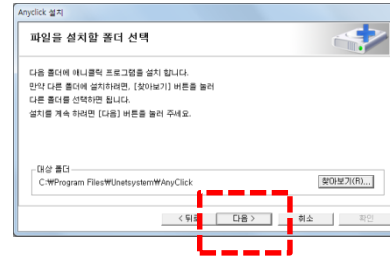 Anyclick 설치
파일을 설치할 폴더 선택
다음 폴더에 애니클릭 프로그램을 설치 합니다.
만약 다른 폴더에 설치하려면, [찾아보기] 버튼을 눌러
다른 폴더를 선택하면 됩니다.
설치를 계속 하려면 [다음] 버튼을 눌러 주세요.
대상 폴더
C:₩Program Files₩Unetsystem₩AnyClick
찾아보기(R)...
< 뒤로 다음 > 취소 확인